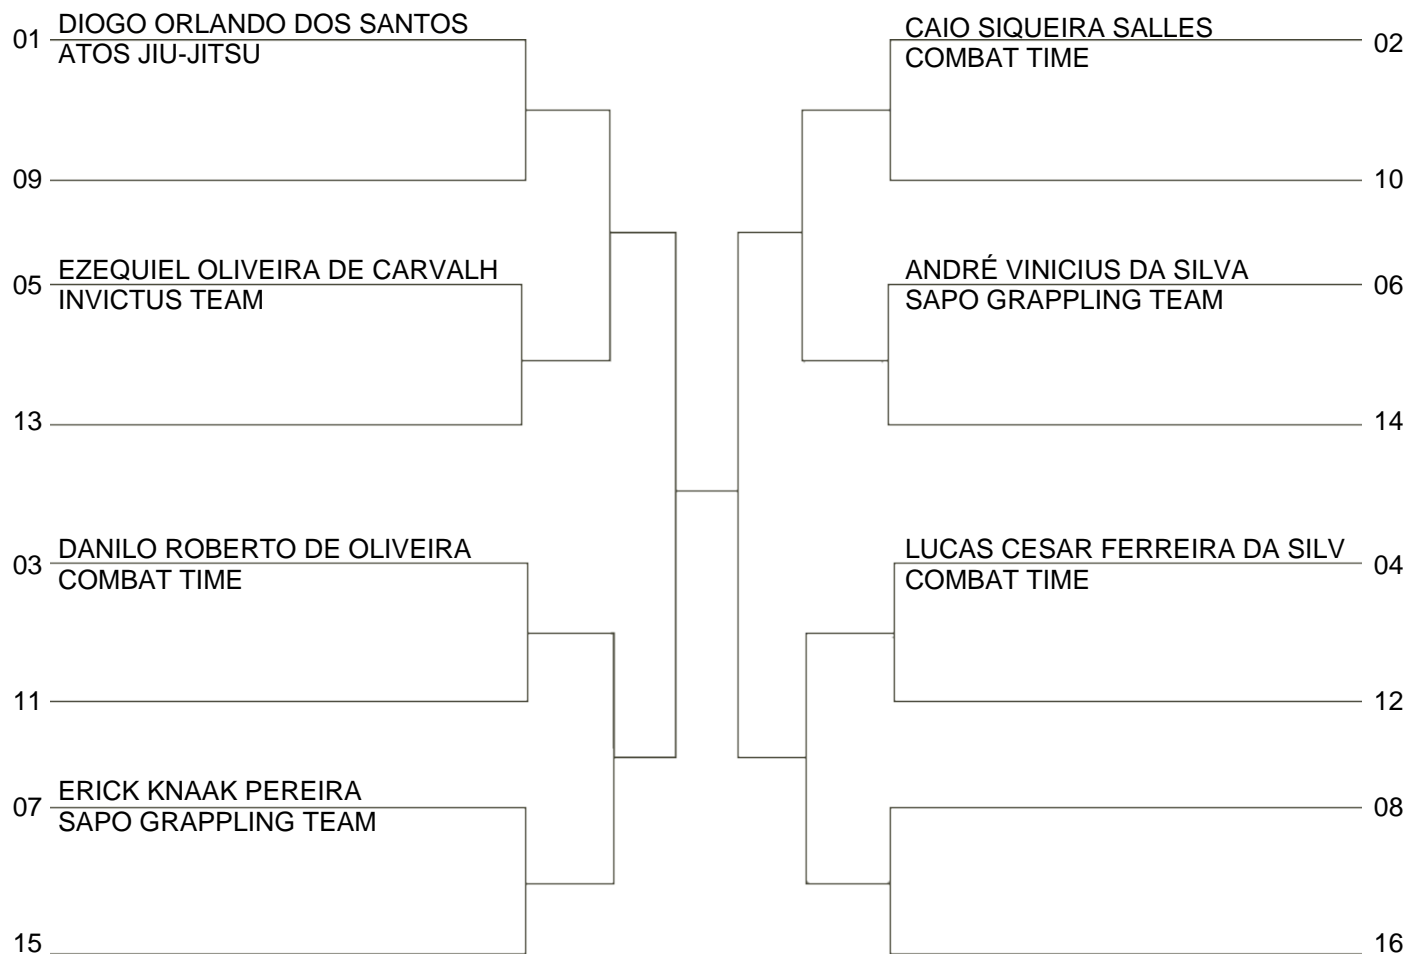 01 DIOGO ORLANDO DOS SANTOS
ATOS JIU-JITSU
09
05 EZEQUIEL OLIVEIRA DE CARVALH
INVICTUS TEAM
13
03 DANILO ROBERTO DE OLIVEIRA
COMBAT TIME
11
07 ERICK KNAAK PEREIRA
SAPO GRAPPLING TEAM
15
CAIO SIQUEIRA SALLES 02
COMBAT TIME
10
ANDRÉ VINICIUS DA SILVA 06
SAPO GRAPPLING TEAM
14
LUCAS CESAR FERREIRA DA SILV 04
COMBAT TIME
12
08
16